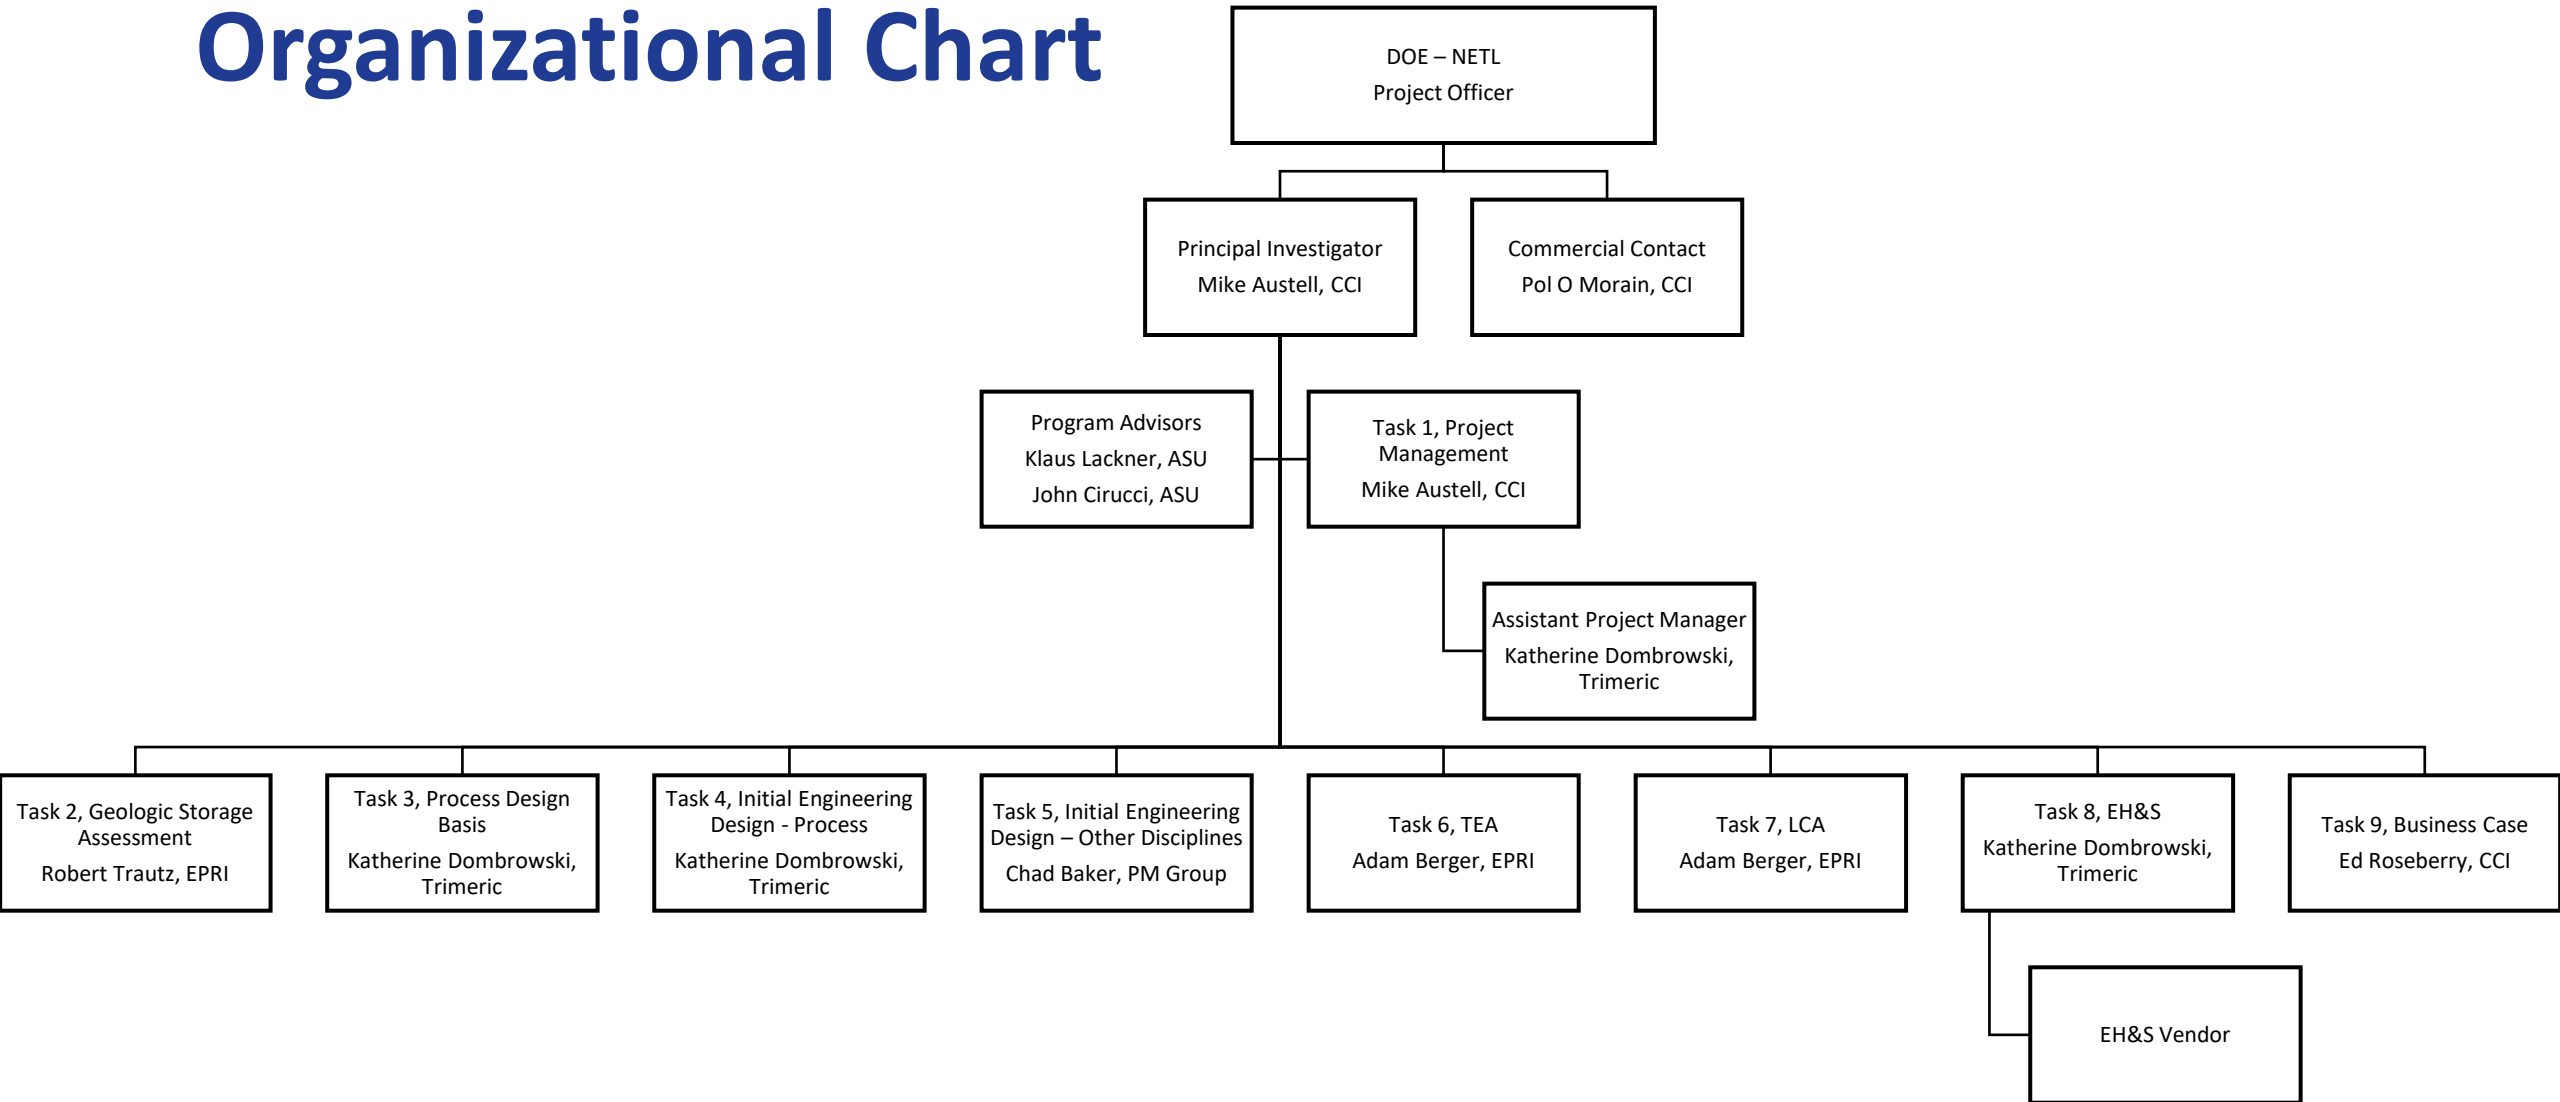 Organizational Chart
DOE – NETL
Project Officer
Principal Investigator
Mike Austell, CCI
Commercial Contact
Pol O Morain, CCI
Program Advisors
Klaus Lackner, ASU
John Cirucci, ASU
Task 1, Project
Management
Mike Austell, CCI
Assistant Project Manager
Katherine Dombrowski,
Trimeric
Task 2, Geologic Storage
Assessment
Robert Trautz, EPRI
Task 3, Process Design
Basis
Katherine Dombrowski,
Trimeric
Task 4, Initial Engineering
Design - Process
Katherine Dombrowski,
Trimeric
Task 5, Initial Engineering
Design – Other Disciplines
Chad Baker, PM Group
Task 6, TEA
Adam Berger, EPRI
Task 7, LCA
Adam Berger, EPRI
Task 8, EH&S
Katherine Dombrowski,
Trimeric
Task 9, Business Case
Ed Roseberry, CCI
EH&S Vendor